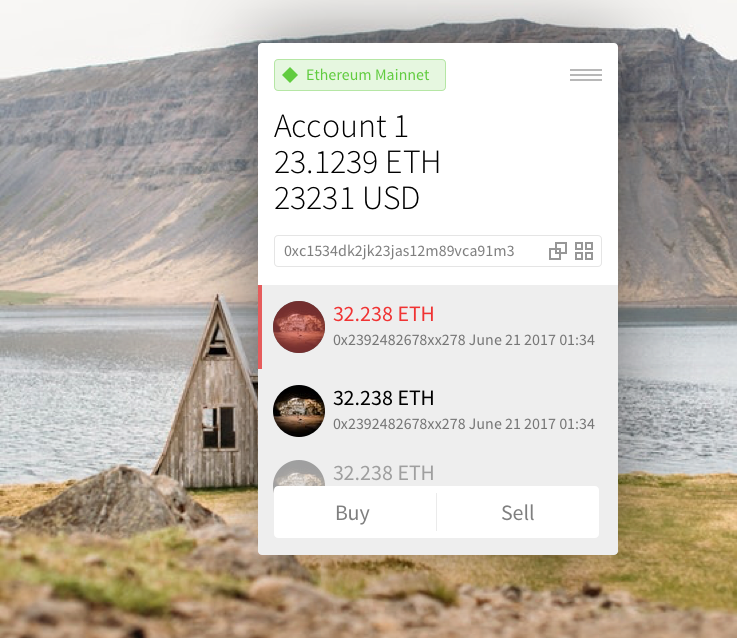 Ethereum Mainnet
Account 1
23.1239 ETH
23231 USD
0xc1534dk2jk23jas12m89vca91m3
32.238 ETH
0x2392482678xx278 June 21 2017 01:34
32.238 ETH
0x2392482678xx278 June 21 2017 01:34
32.238 ETH
Buy
Sell